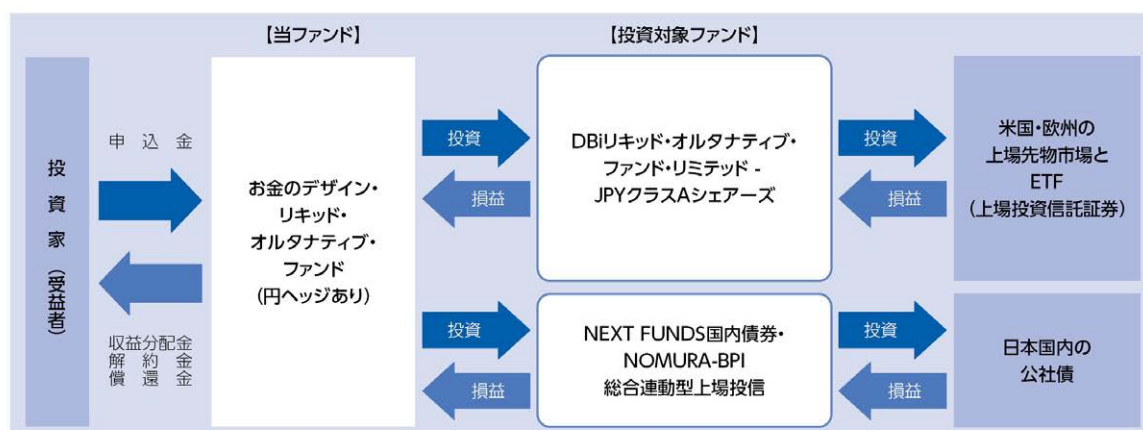 【当ファンド】
【投資対象ファンド】
投資家（受益者）
申込金
収益分配金
解約金
償還金
お金のデザイン・
リキッド・
オルタナティブ・
ファンド
（円ヘッジあり）
投資
損益
DBiリキッド・オルタナティブ・
ファンド・リミテッド -
JPYクラスAシェアーズ
投資
損益
米国・欧州の
上場先物市場と
ETF
（上場投資信託証券）
投資
損益
NEXT FUNDS国内債券・
NOMURA-BPI
総合連動型上場投信
投資
損益
日本国内の
公社債